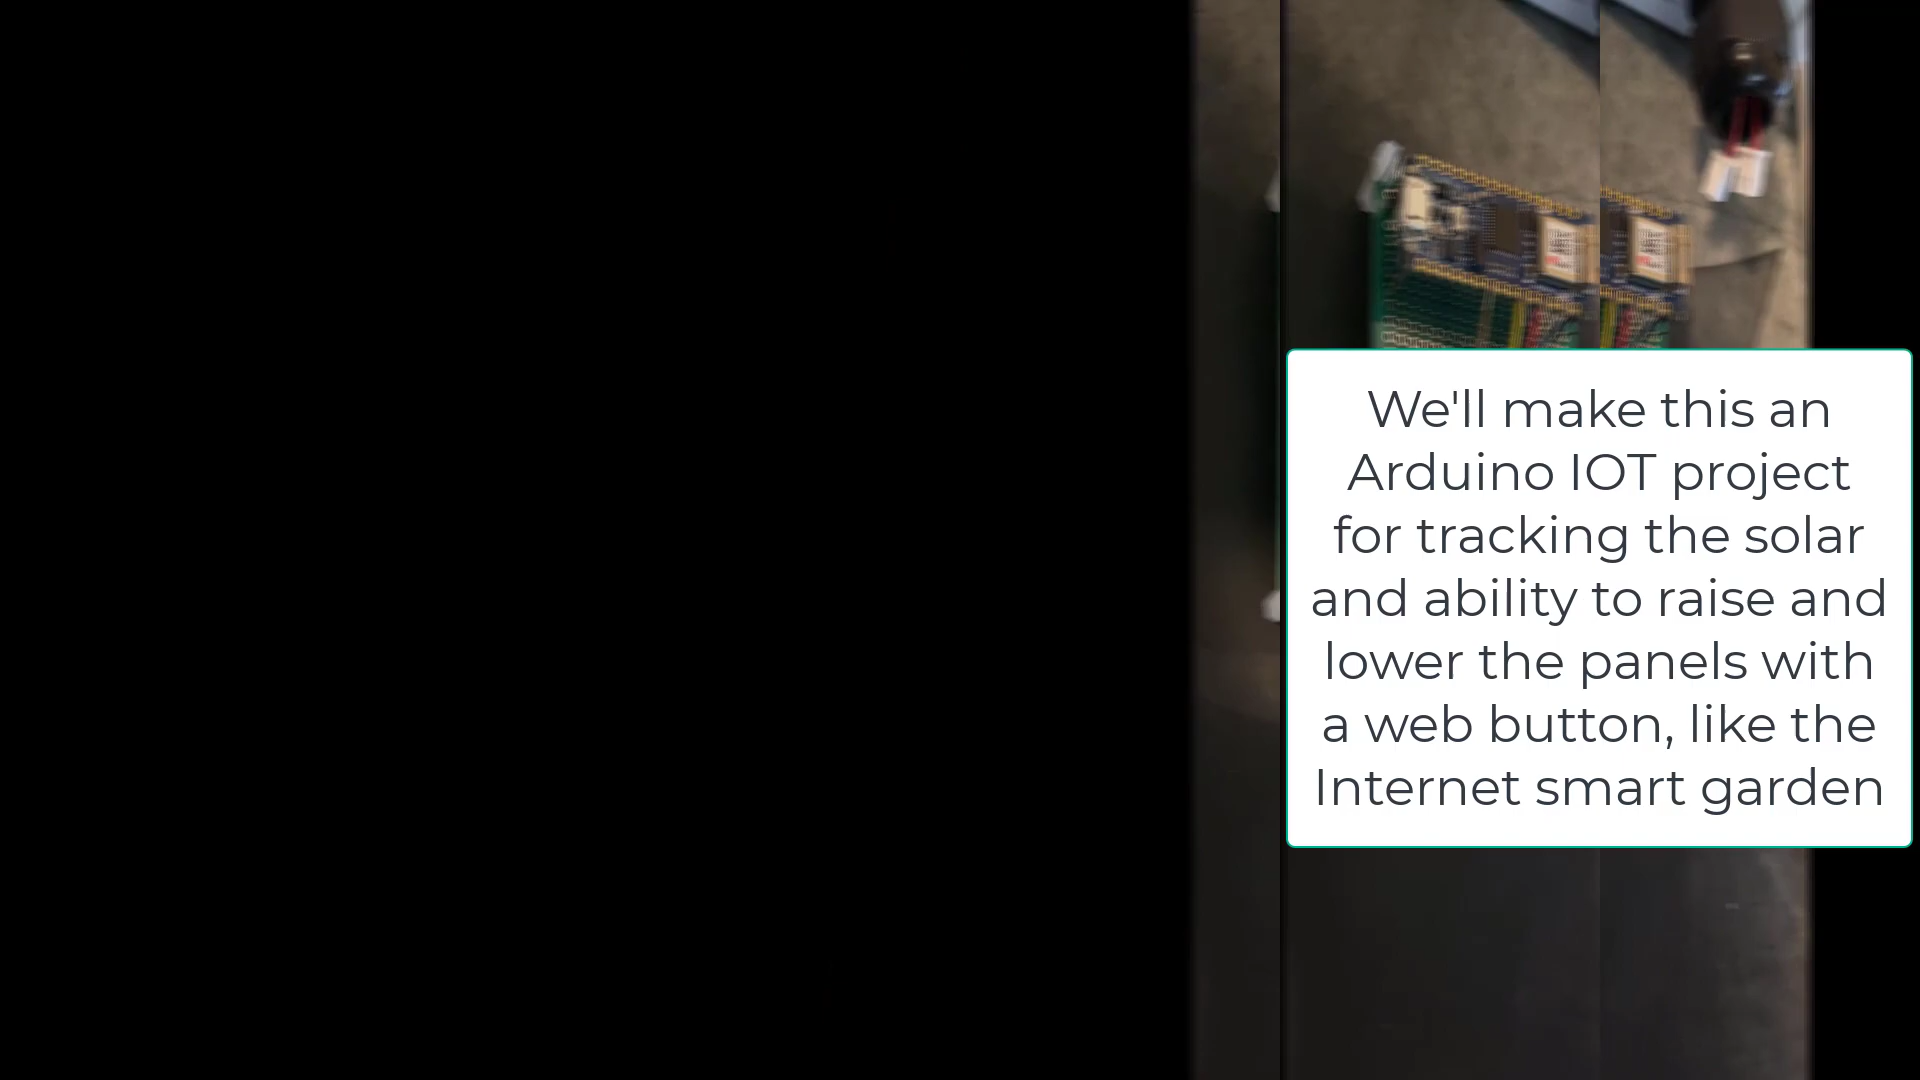 We'll make this an
Arduino IOT project
for tracking the solar
and ability to raise and
lower the panels with
a web button, like the
Internet smart garden